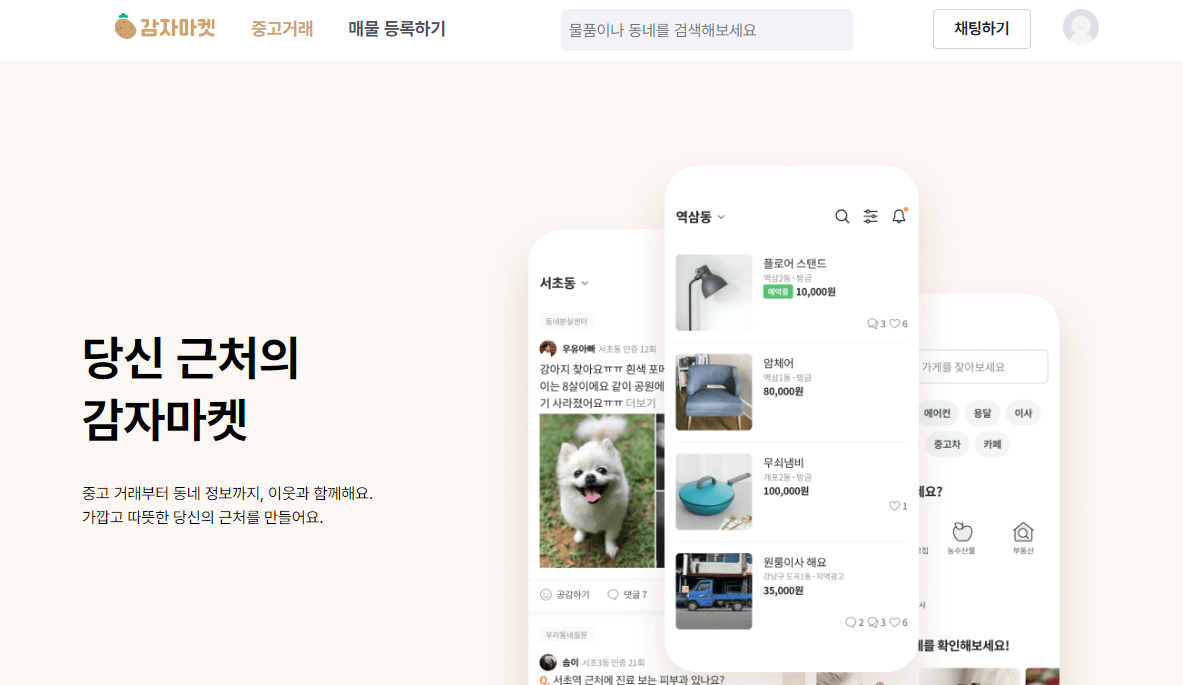 감자마켓
중고거래
매물 등록하기
물품이나 동네를 검색해보세요
채팅하기
당신 근처의
감자마켓
중고 거래부터 동네 정보까지, 이웃과 함께해요.
가깝고 따뜻한 당신의 근처를 만들어요.
서초동
동네분실센터
우유아빠 서초동 인증 12회
강아지 찾아요ㅠㅠ 흰색 포메
이는 8살이에요 같이 공원에
기 사라졌어요ㅠㅠ 더보기
공감하기
댓글 7
우리동네질문
솜이 서초3동 인증 21회
Q. 서초역 근처에 진료 보는 피부과 있나요?
역삼동
플로어 스탠드
역삼2동 · 방금
예약중 10,000원
3 6
암체어
역삼1동 · 방금
80,000원
무쇠냄비
개포2동 · 방금
100,000원
1
원룸이사 해요
강남구 도곡1동 · 지역광고
35,000원
2 3 6
가게를 찾아보세요
에어컨
용달
이사
중고차
카페
요?
농수산물
부동산
사
를 확인해보세요!